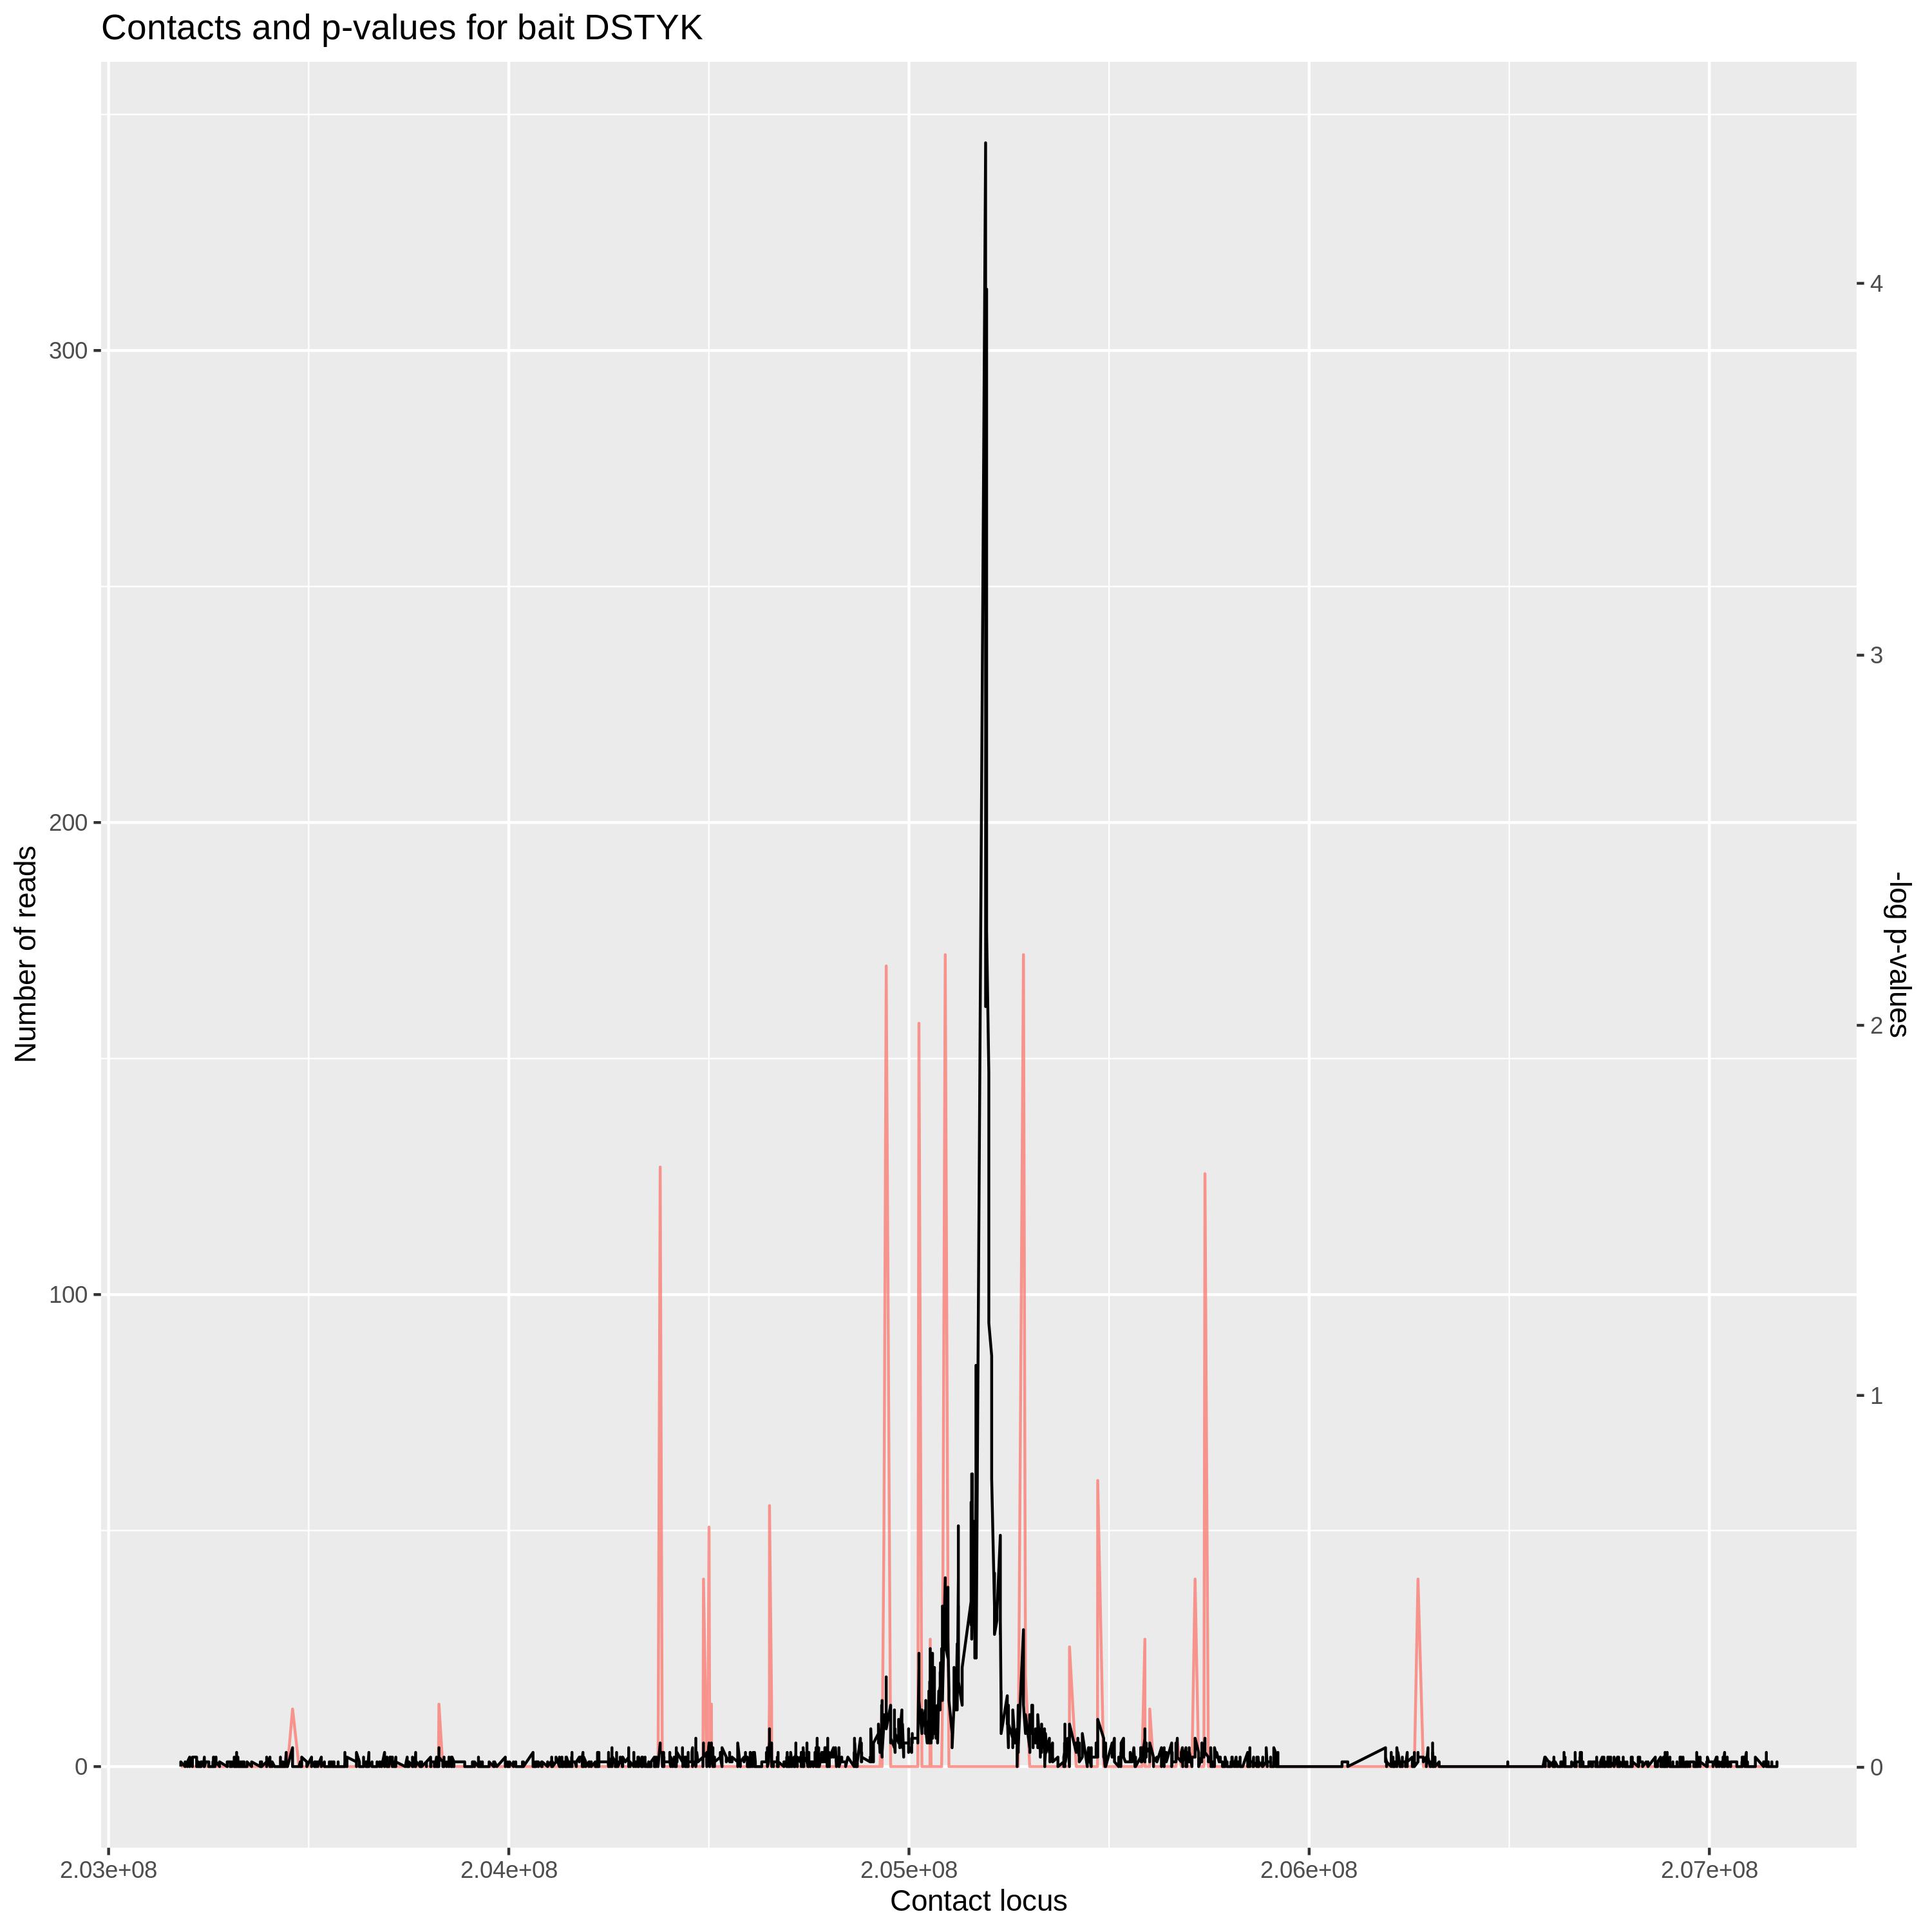 Contacts and p-values for bait DSTYK
Number of reads
300
200
100
0
4
3
2
1
0
-log p-values
2.03e+08 2.04e+08 2.05e+08 2.06e+08 2.07e+08
Contact locus